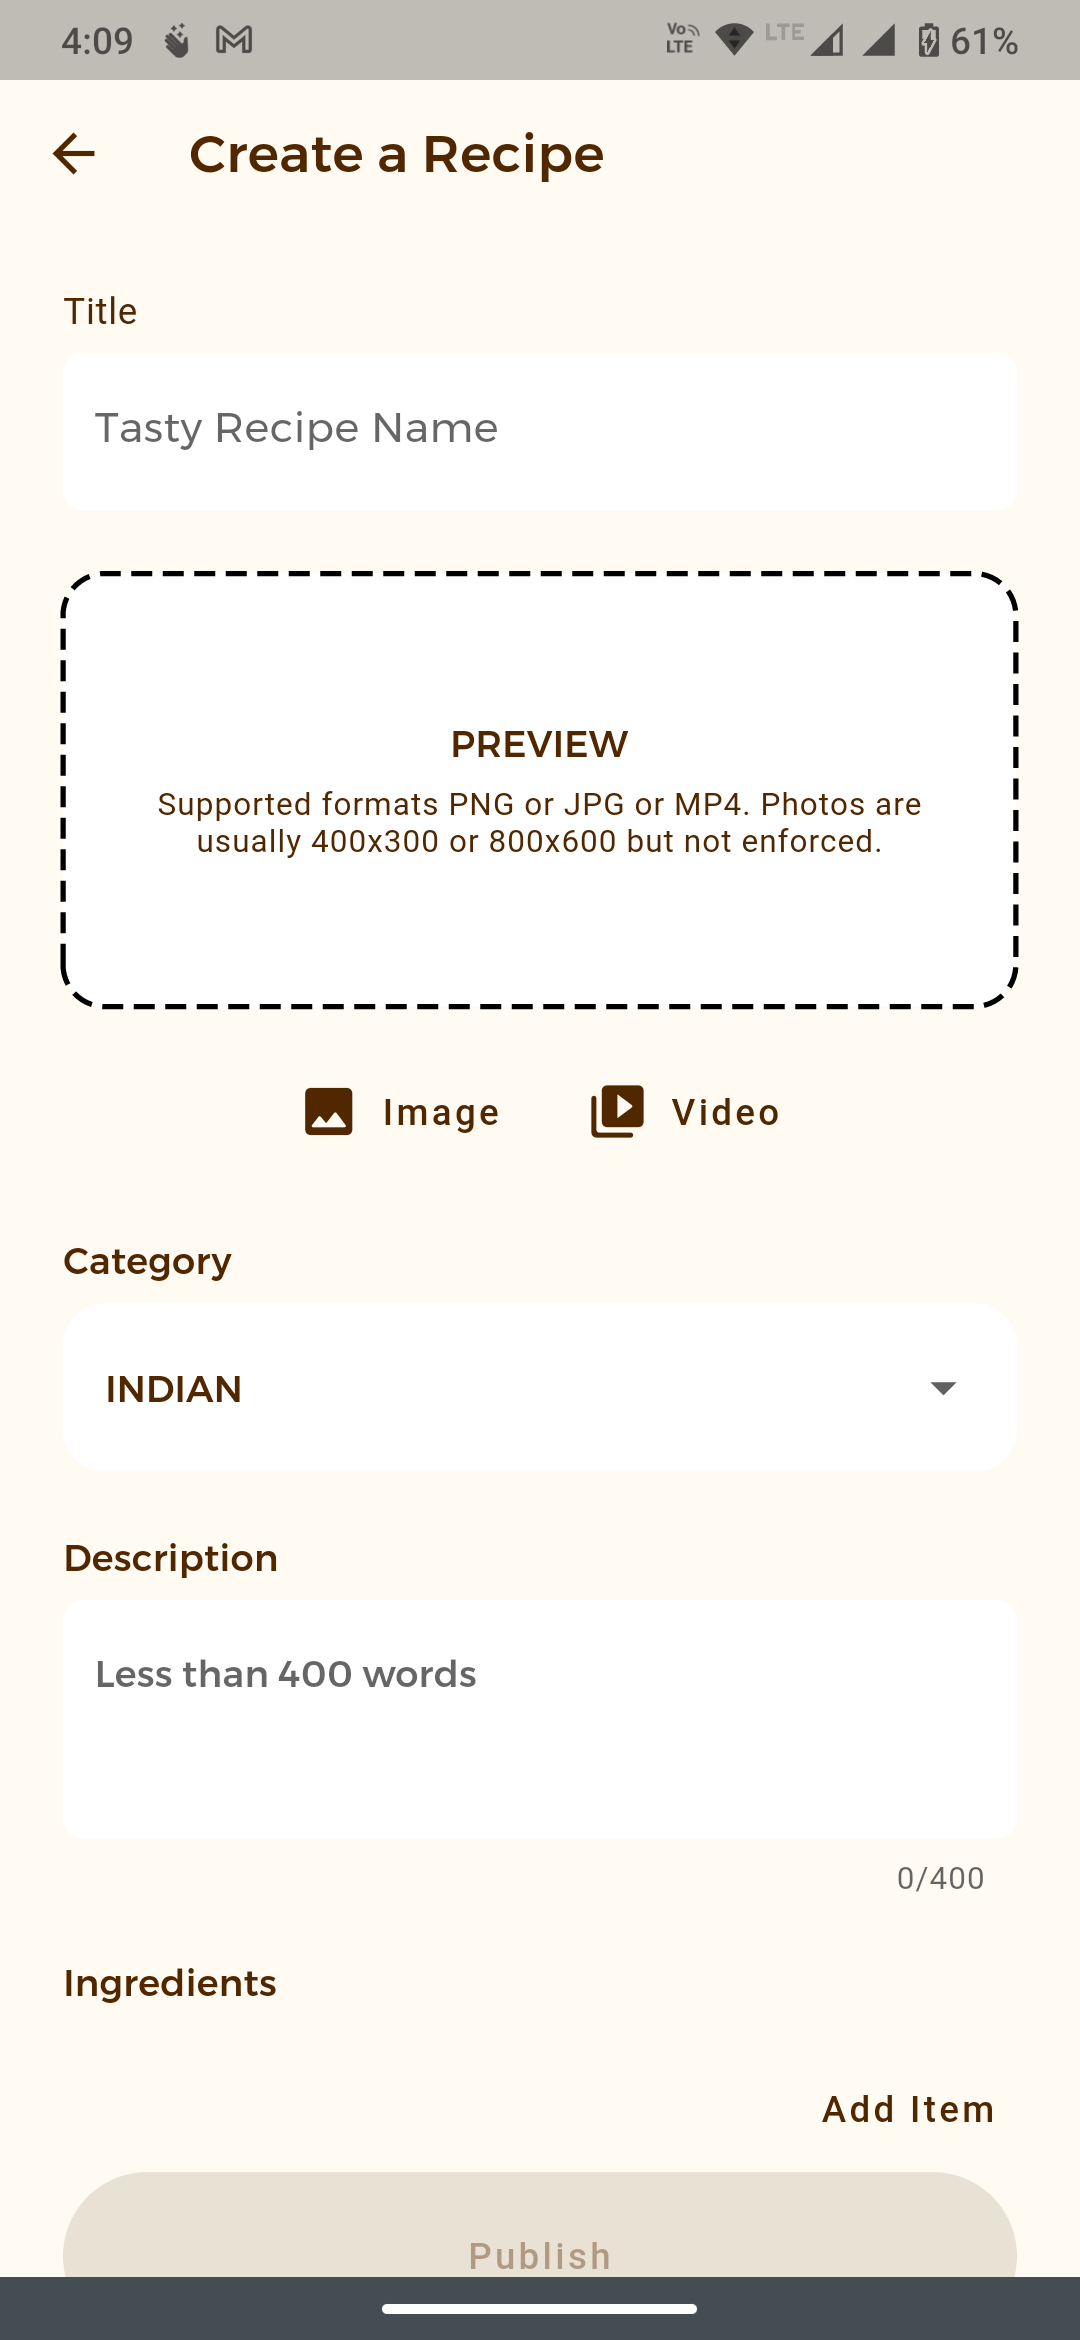 4:09
Vo LTE
LTE
61%
Create a Recipe
Title
Tasty Recipe Name
PREVIEW
Supported formats PNG or JPG or MP4. Photos are
usually 400x300 or 800x600 but not enforced.
Image
Video
Category
INDIAN
Description
Less than 400 words
0/400
Ingredients
Add Item
Publish